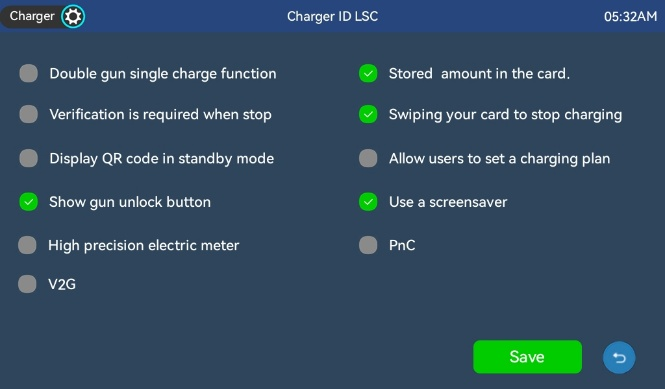 Charger
Charger ID LSC
05:32AM
Double gun single charge function
Stored amount in the card.
Verification is required when stop
Swiping your card to stop charging
Display QR code in standby mode
Allow users to set a charging plan
Show gun unlock button
Use a screensaver
High precision electric meter
PnC
V2G
Save